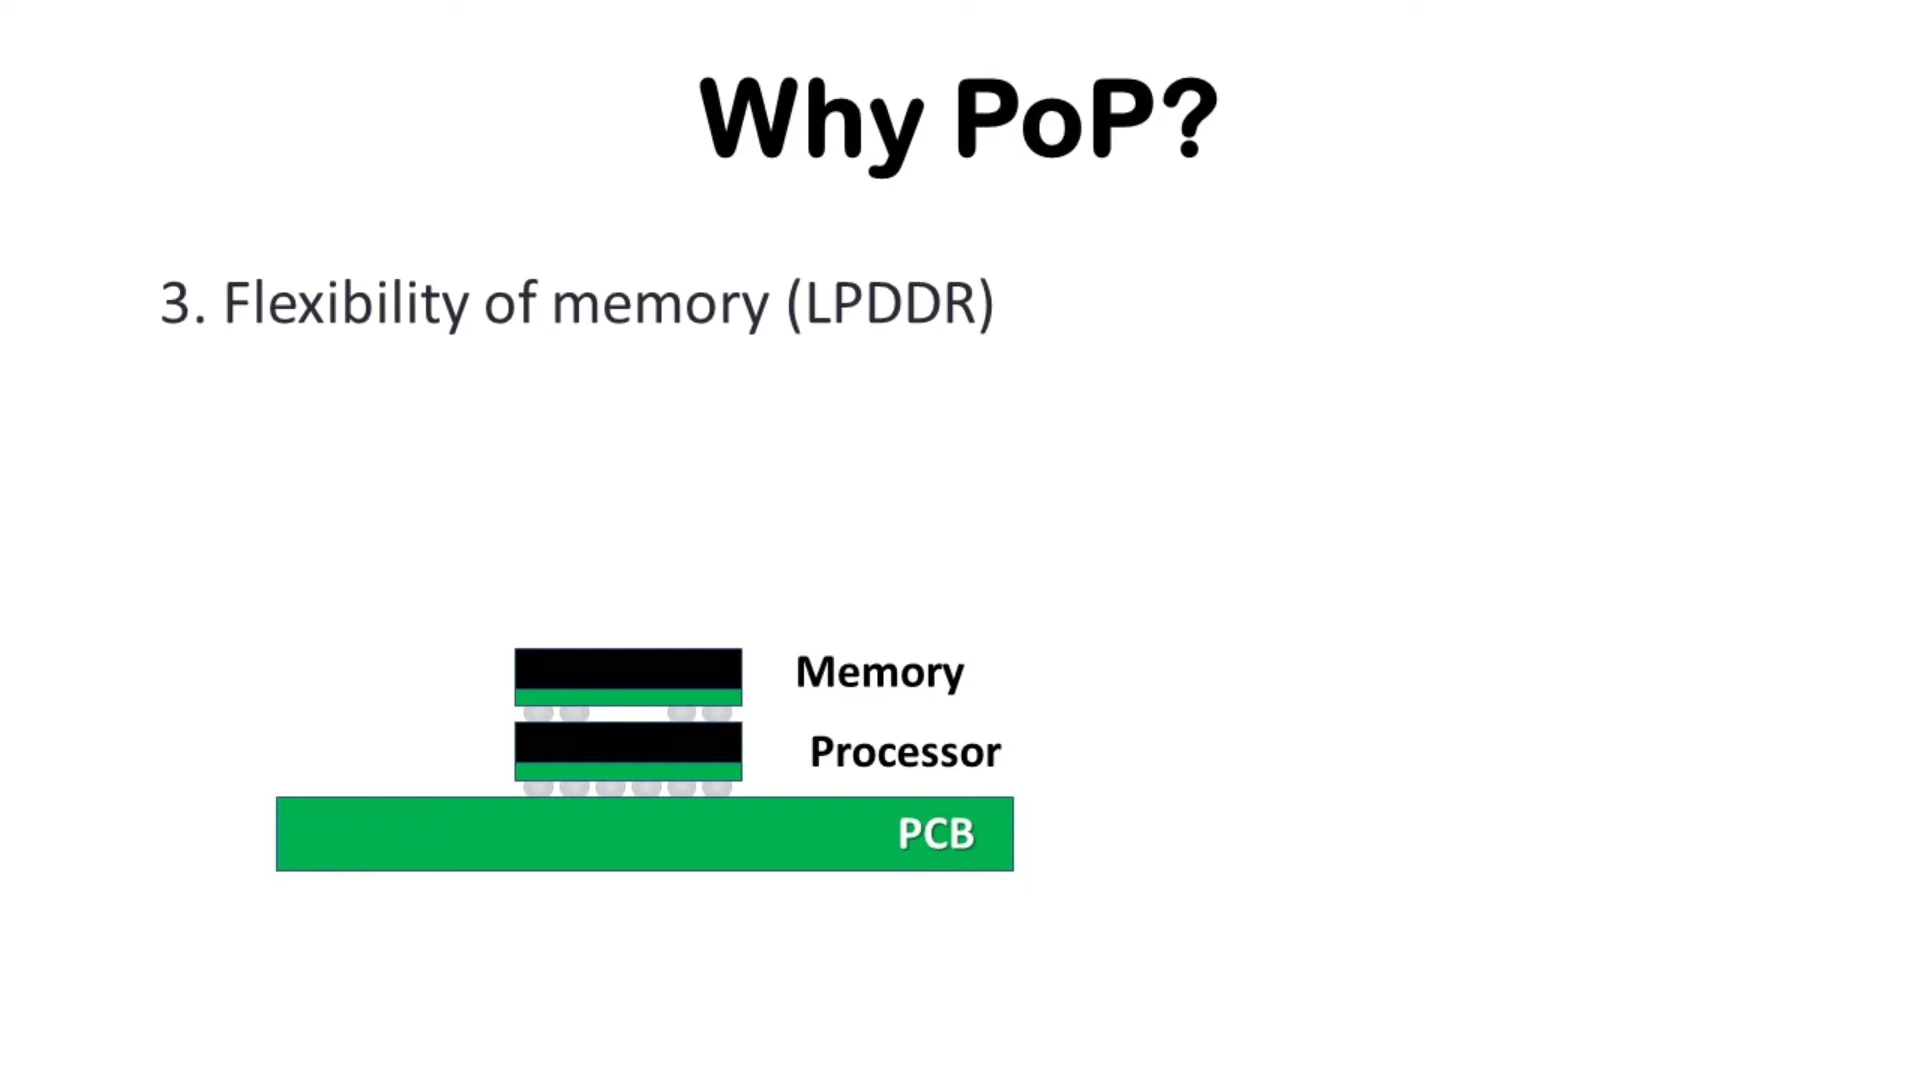 Why PoP?
3. Flexibility of memory (LPDDR)
Memory
Processor
PCB